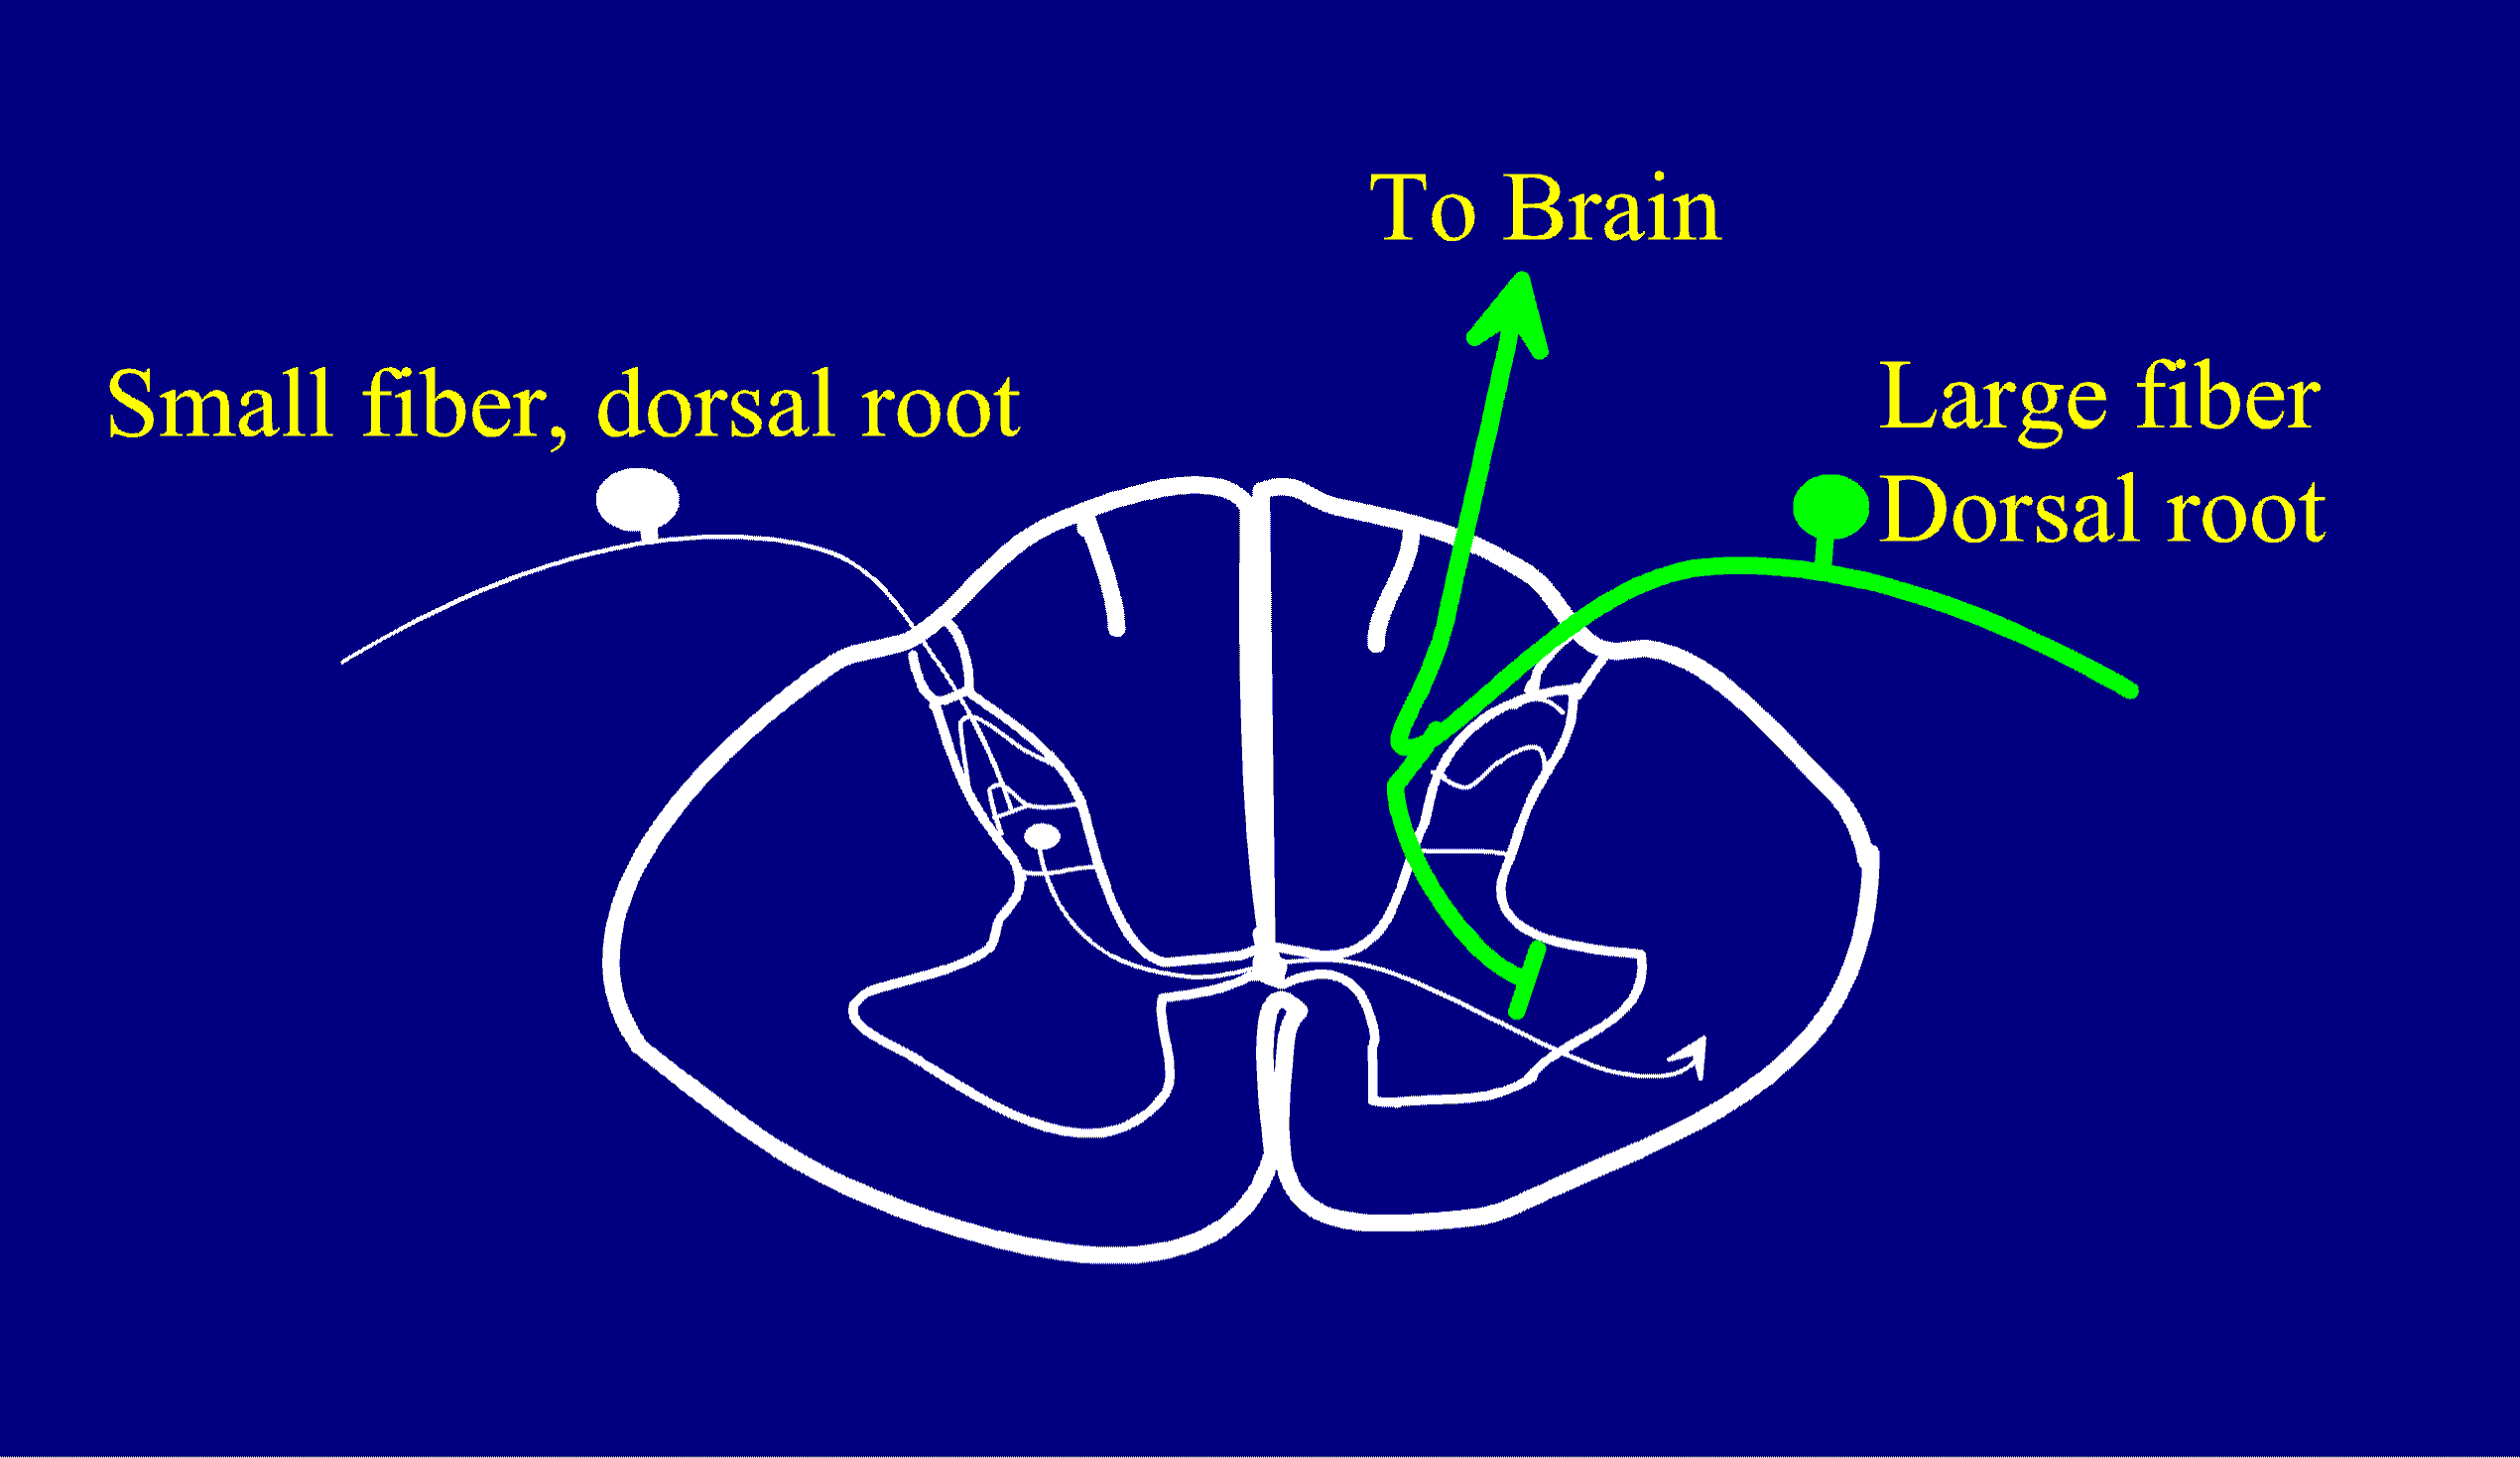 To Brain
Small fiber, dorsal root
Large fiber
Dorsal root